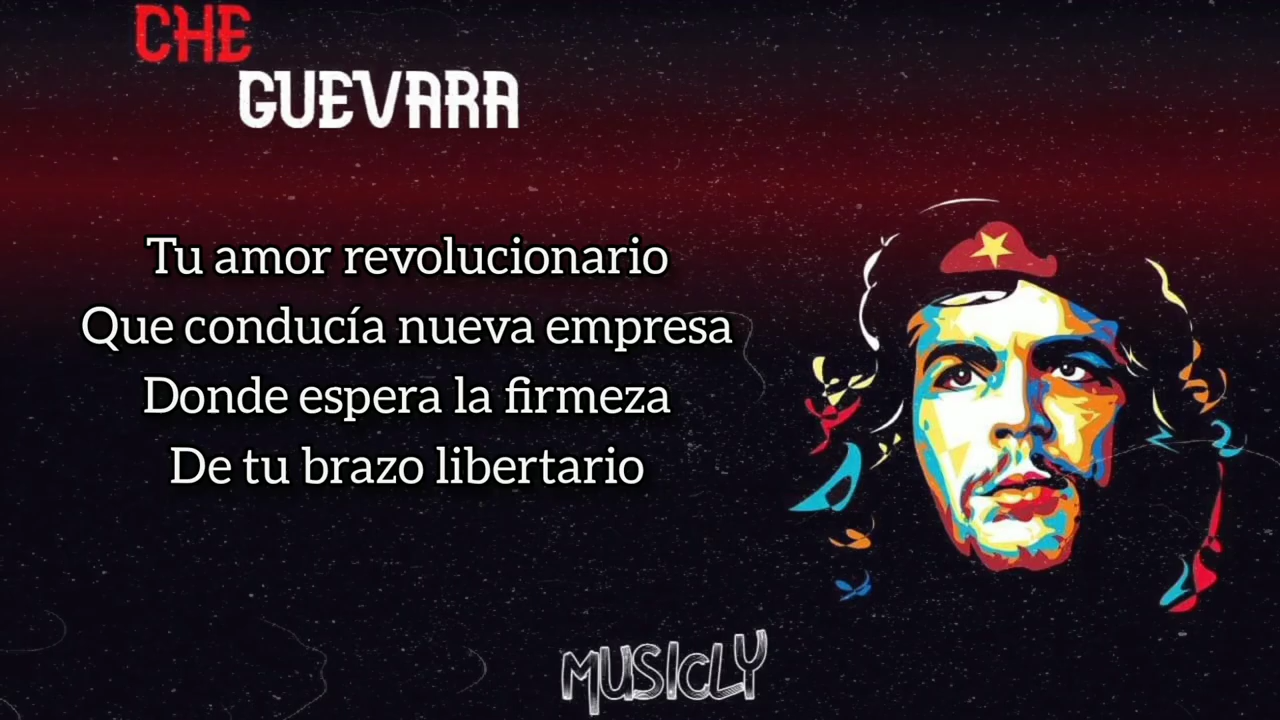 CHE
GUEVARA
Tu amor revolucionario
Que conducía nueva empresa
Donde espera la firmeza
De tu brazo libertario
MUSICLY